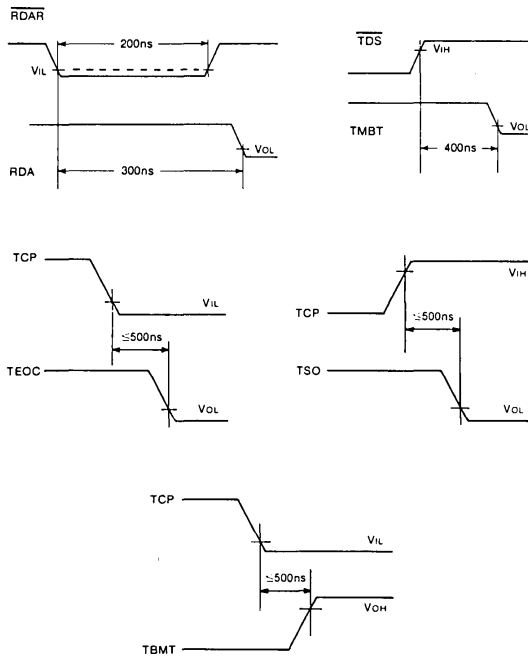 RDAR
200ns
VIL
RDA
VOL
300ns
TDS
VIH
TMBT
VOL
400ns
TCP
VIL
≤500ns
TEOC
VOL
VIH
TCP
≤500ns
TSO
VOL
TCP
VIL
≤500ns
VOH
TBMT